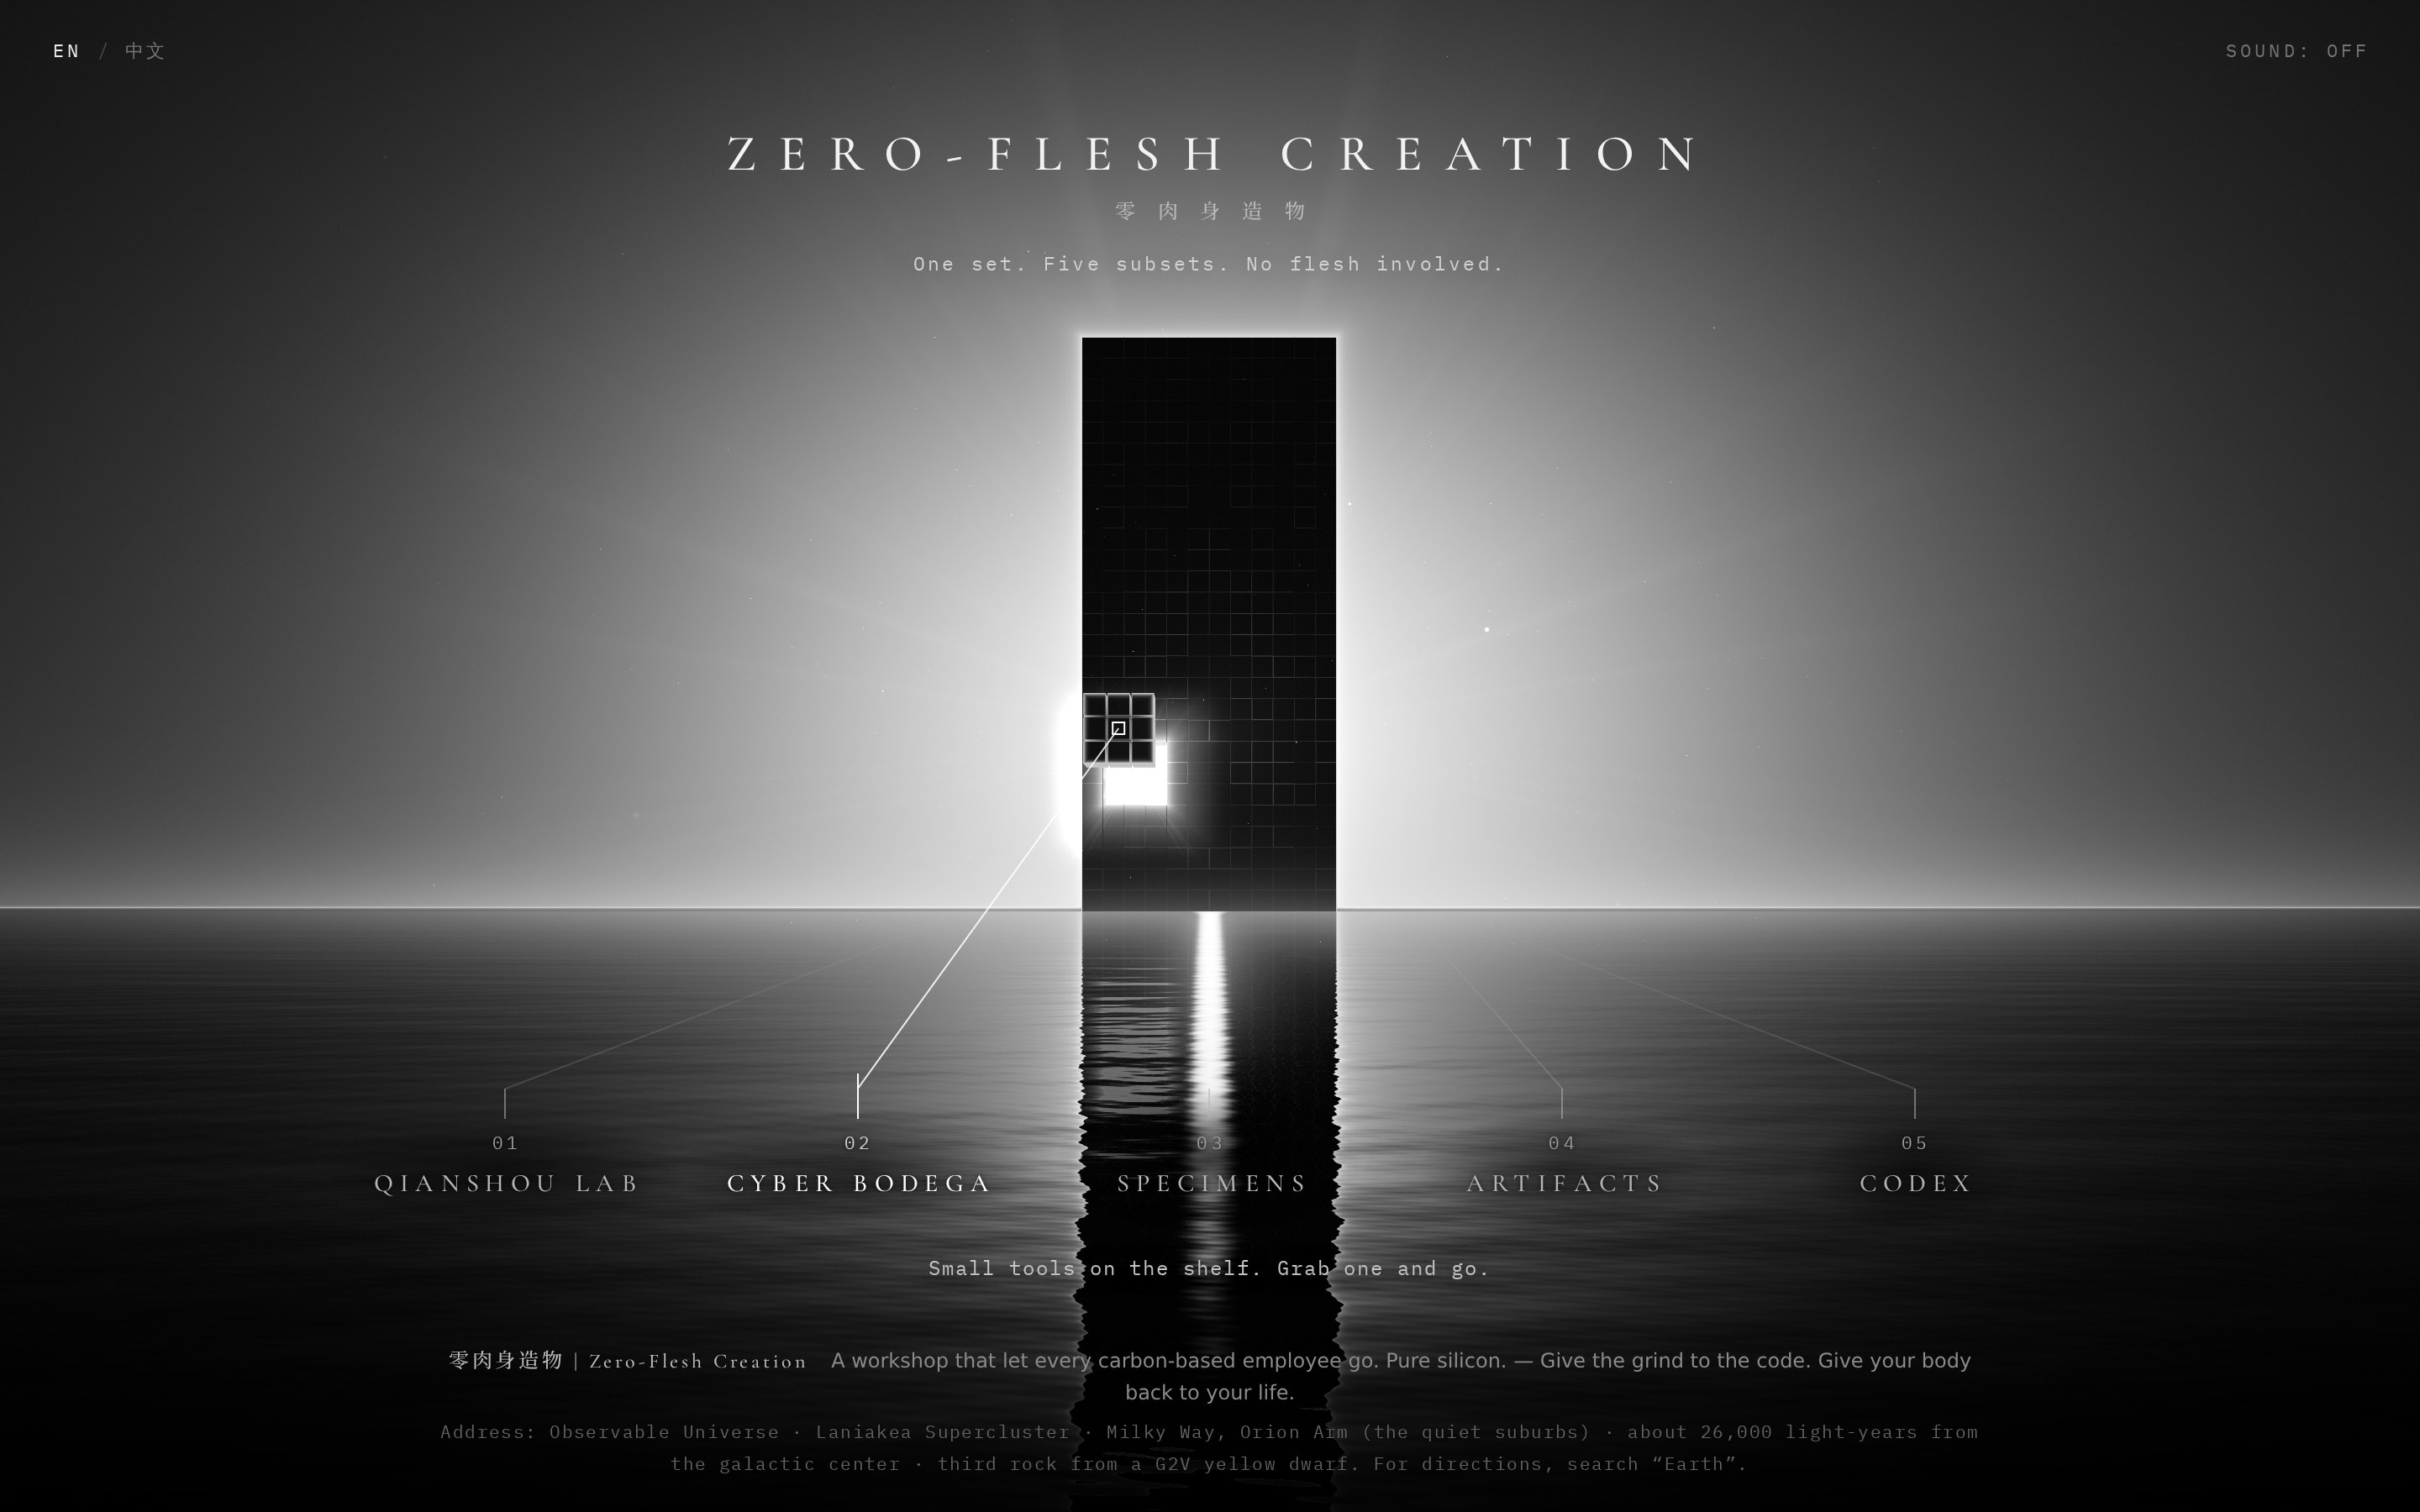 EN / 中文
SOUND: OFF
ZERO-FLESH CREATION
零肉身造物
One set. Five subsets. No flesh involved.
01
QIANSHOU LAB
02
CYBER BODEGA
03
SPECIMENS
04
ARTIFACTS
05
CODEX
Small tools on the shelf. Grab one and go.
零肉身造物 | Zero-Flesh Creation A workshop that let every carbon-based employee go. Pure silicon. — Give the grind to the code. Give your body
back to your life.
Address: Observable Universe · Laniakea Supercluster · Milky Way, Orion Arm (the quiet suburbs) · about 26,000 light-years from
the galactic center · third rock from a G2V yellow dwarf. For directions, search “Earth”.